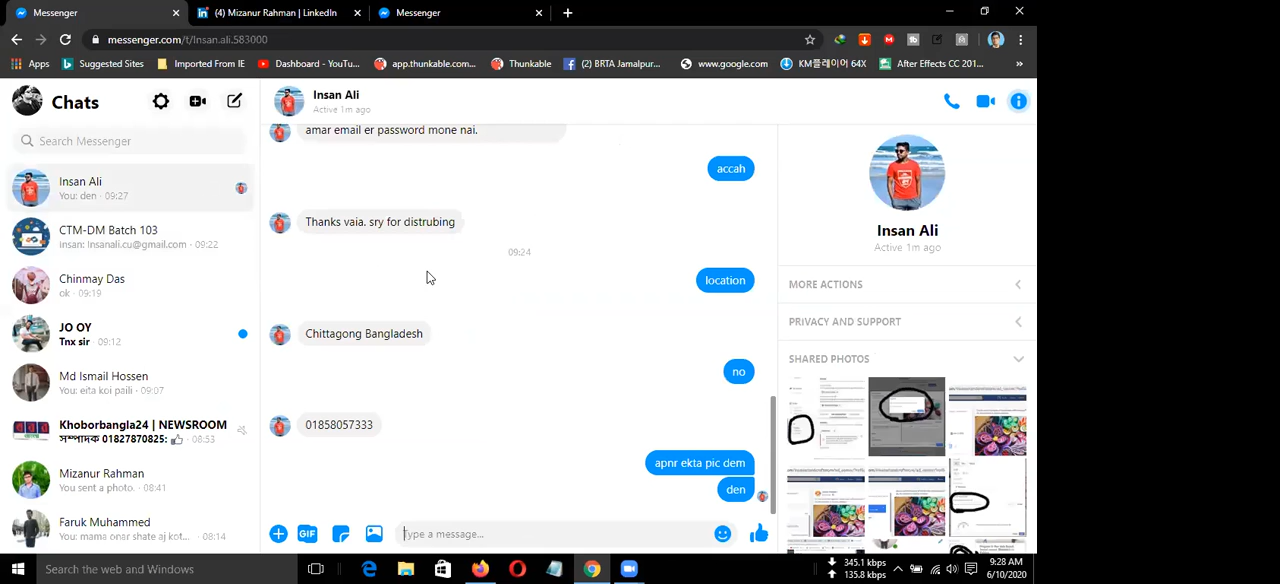 Messenger
(4) Mizanur Rahman | LinkedIn
Messenger
messenger.com/t/Insan.ali.583000
Apps
Suggested Sites
Imported From IE
Dashboard - YouTu...
app.thunkable.com...
Thunkable
(2) BRTA Jamalpur...
www.google.com
KM플레이어 64X
After Effects CC 201...
»
Chats
Search Messenger
Insan Ali
You: den · 09:27
CTM-DM Batch 103
Insan: Insanali.cu@gmail.com · 09:22
Chinmay Das
ok · 09:19
JO OY
Tnx sir · 09:12
Md Ismail Hossen
You: eita koi paili · 09:07
Khoborbangla24 | NEWSROOM
সম্পাদক 01827870825: 👍 · 08:53
Mizanur Rahman
You sent a photo. · 08:41
Faruk Muhammed
You: mama onar shate aj kot... · 08:14
Insan Ali
Active 1m ago
amar email er password mone nai.
accah
Thanks vaia. sry for distrubing
09:24
location
Chittagong Bangladesh
no
01858057333
apnr ekta pic dem
den
GIF
Type a message...
Insan Ali
Active 1m ago
MORE ACTIONS
PRIVACY AND SUPPORT
SHARED PHOTOS
Search the web and Windows
345.1 kbps
135.8 kbps
9:28 AM
6/10/2020